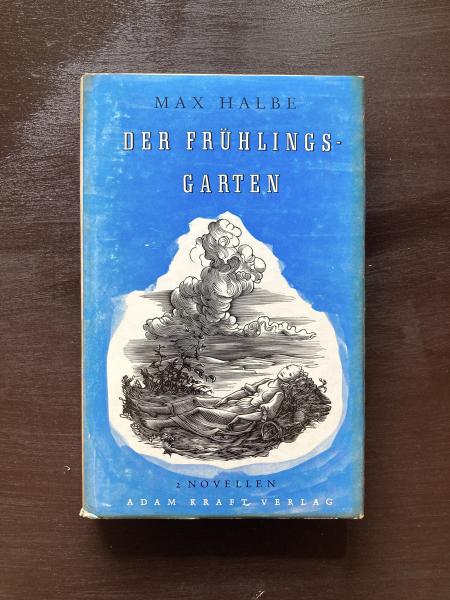 MAX HALBE
DER FRÜHLINGS-
GARTEN
2 NOVELLEN
ADAM KRAFT VERLAG